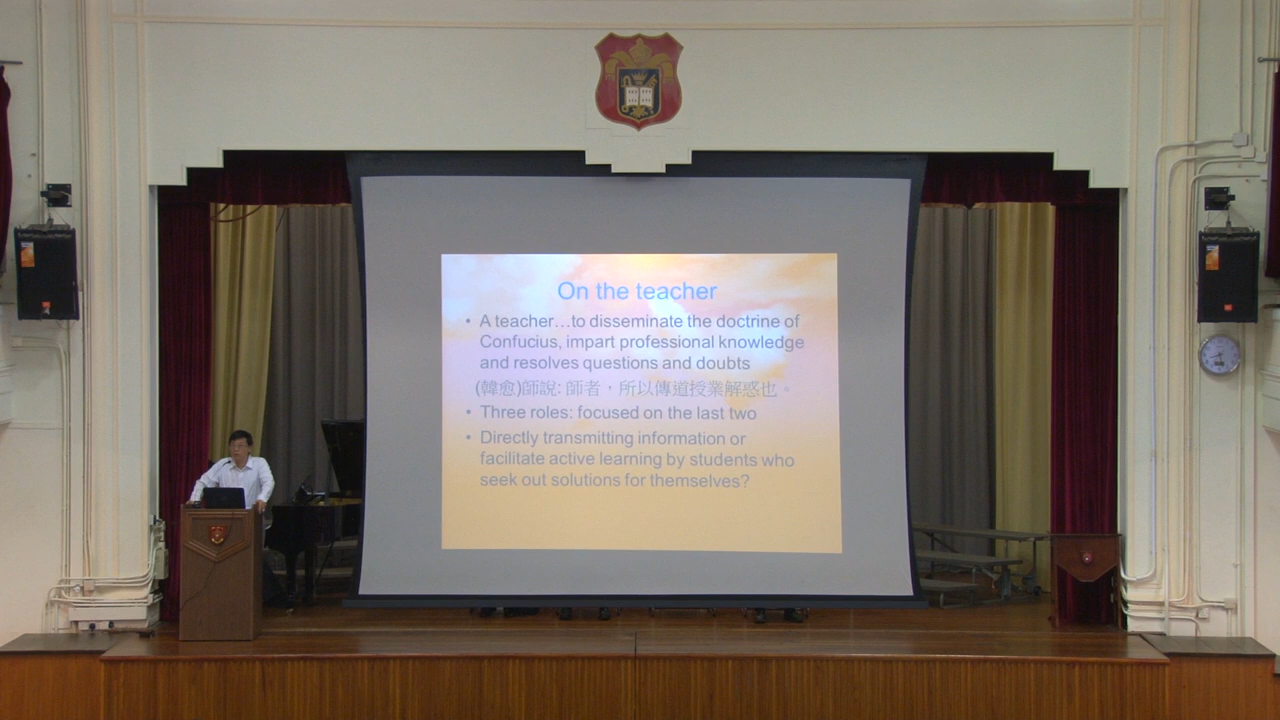 On the teacher
• A teacher…to disseminate the doctrine of
Confucius, impart professional knowledge
and resolves questions and doubts
(韓愈)師說: 師者，所以傳道授業解惑也。
• Three roles: focused on the last two
• Directly transmitting information or
facilitate active learning by students who
seek out solutions for themselves?